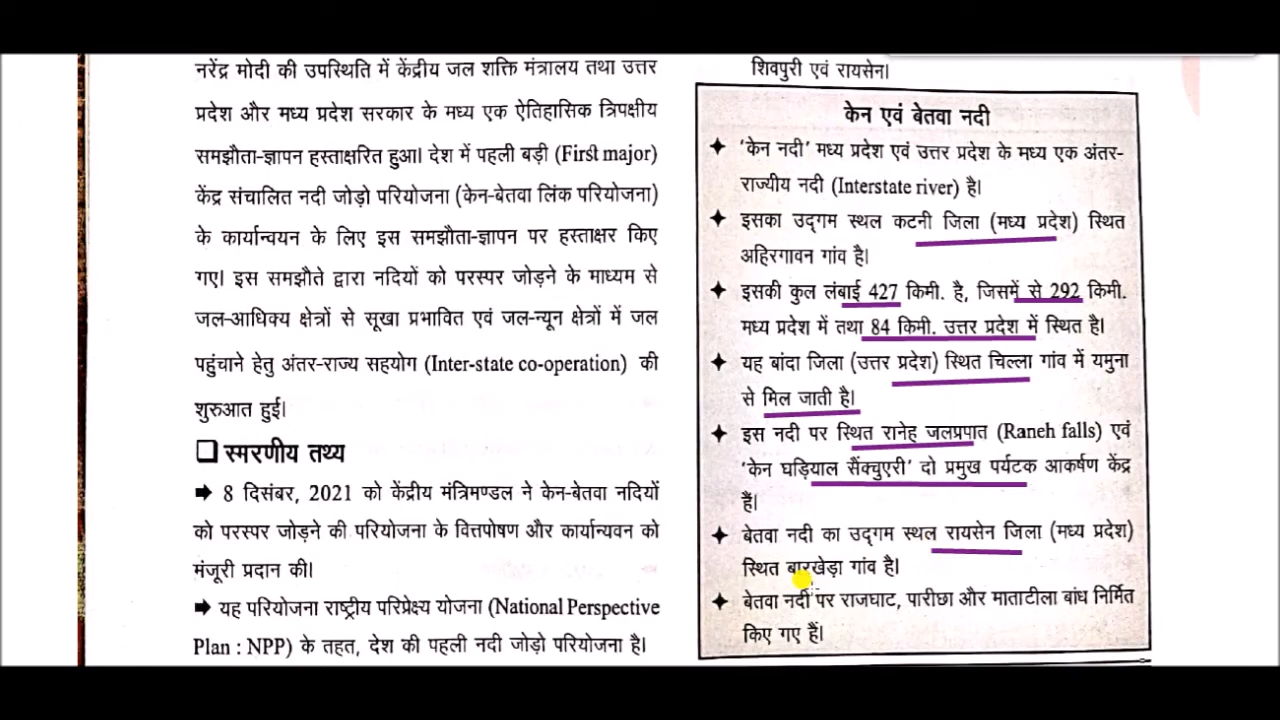 नरेंद्र मोदी की उपस्थिति में केंद्रीय जल शक्ति मंत्रालय तथा उत्तर
प्रदेश और मध्य प्रदेश सरकार के मध्य एक ऐतिहासिक त्रिपक्षीय
समझौता-ज्ञापन हस्ताक्षरित हुआ। देश में पहली बड़ी (First major)
केंद्र संचालित नदी जोड़ो परियोजना (केन-बेतवा लिंक परियोजना)
के कार्यान्वयन के लिए इस समझौता-ज्ञापन पर हस्ताक्षर किए
गए। इस समझौते द्वारा नदियों को परस्पर जोड़ने के माध्यम से
जल-आधिक्य क्षेत्रों से सूखा प्रभावित एवं जल-न्यून क्षेत्रों में जल
पहुंचाने हेतु अंतर-राज्य सहयोग (Inter-state co-operation) की
शुरुआत हुई।
❑ स्मरणीय तथ्य
➡ 8 दिसंबर, 2021 को केंद्रीय मंत्रिमण्डल ने केन-बेतवा नदियों
को परस्पर जोड़ने की परियोजना के वित्तपोषण और कार्यान्यवन को
मंजूरी प्रदान की।
➡ यह परियोजना राष्ट्रीय परिप्रेक्ष्य योजना (National Perspective
Plan : NPP) के तहत, देश की पहली नदी जोड़ो परियोजना है।
शिवपुरी एवं रायसेन।
केन एवं बेतवा नदी
✦ 'केन नदी' मध्य प्रदेश एवं उत्तर प्रदेश के मध्य एक अंतर-
राज्यीय नदी (Interstate river) है।
✦ इसका उद्गम स्थल कटनी जिला (मध्य प्रदेश) स्थित
अहिरगावन गांव है।
✦ इसकी कुल लंबाई 427 किमी. है, जिसमें से 292 किमी.
मध्य प्रदेश में तथा 84 किमी. उत्तर प्रदेश में स्थित है।
✦ यह बांदा जिला (उत्तर प्रदेश) स्थित चिल्ला गांव में यमुना
से मिल जाती है।
✦ इस नदी पर स्थित रानेह जलप्रपात (Raneh falls) एवं
'केन घड़ियाल सैंक्चुएरी' दो प्रमुख पर्यटक आकर्षण केंद्र
हैं।
✦ बेतवा नदी का उद्गम स्थल रायसेन जिला (मध्य प्रदेश)
स्थित बारखेड़ा गांव है।
✦ बेतवा नदी पर राजघाट, पारीछा और माताटीला बांध निर्मित
किए गए हैं।